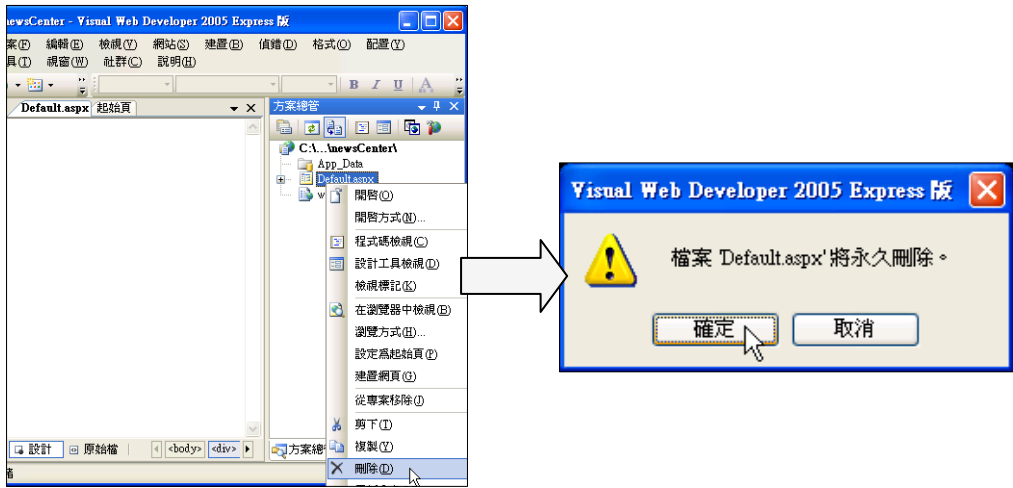 newsCenter - Visual Web Developer 2005 Express 版
案(F) 編輯(E) 檢視(V) 網站(S) 建置(B) 偵錯(D) 格式(O) 配置(Y)
具(T) 視窗(W) 社群(C) 說明(H)
B I U A
Default.aspx 起始頁
方案總管
C:\...\newsCenter\
App_Data
Default.aspx
w
開啟(O)
開啟方式(N)...
程式碼檢視(C)
設計工具檢視(D)
檢視標記(K)
在瀏覽器中檢視(B)
瀏覽方式(H)...
設定為起始頁(P)
建置網頁(G)
從專案移除(J)
剪下(T)
複製(Y)
刪除(D)
設計 原始檔 <body> <div>
方案總
Visual Web Developer 2005 Express 版
檔案 'Default.aspx' 將永久刪除。
確定 取消